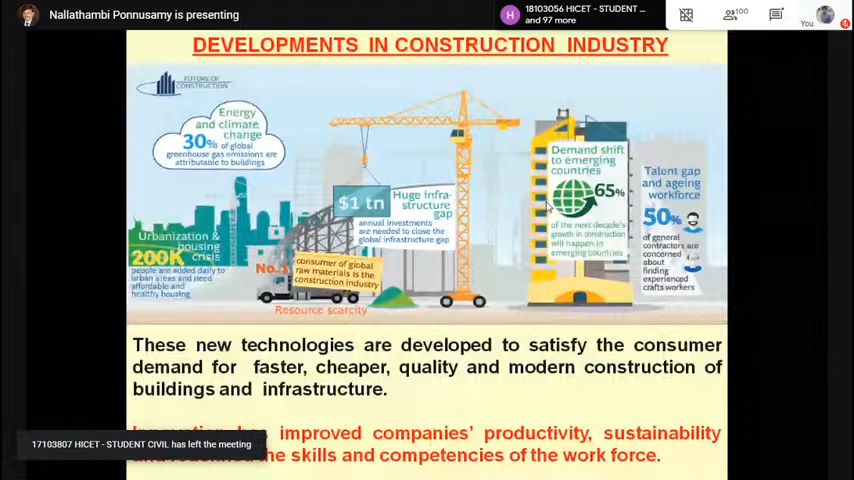 Nallathambi Ponnusamy is presenting
H
18103056 HICET - STUDENT ...
and 97 more
100
You
DEVELOPMENTS IN CONSTRUCTION INDUSTRY
FUTURE OF
CONSTRUCTION
Energy
and climate
change
30% of global
greenhouse gas emissions are
attributable to buildings
Urbanization &
housing
crisis
200K
people are added daily to
urban areas and need
affordable and
healthy housing
No.
consumer of global
raw materials is the
construction industry
Resource scarcity
$1 tn
Huge infra-
structure
gap
annual investments
are needed to close the
global infrastructure gap
Demand shift
to emerging
countries
65%
of the next decade's
growth in construction
will happen in
emerging countries
Talent gap
and ageing
workforce
50%
of general
contractors are
concerned
about
finding
experienced
crafts workers
These new technologies are developed to satisfy the consumer
demand for faster, cheaper, quality and modern construction of
buildings and infrastructure.
improved companies' productivity, sustainability
the skills and competencies of the work force.
17103807 HICET - STUDENT CIVIL has left the meeting